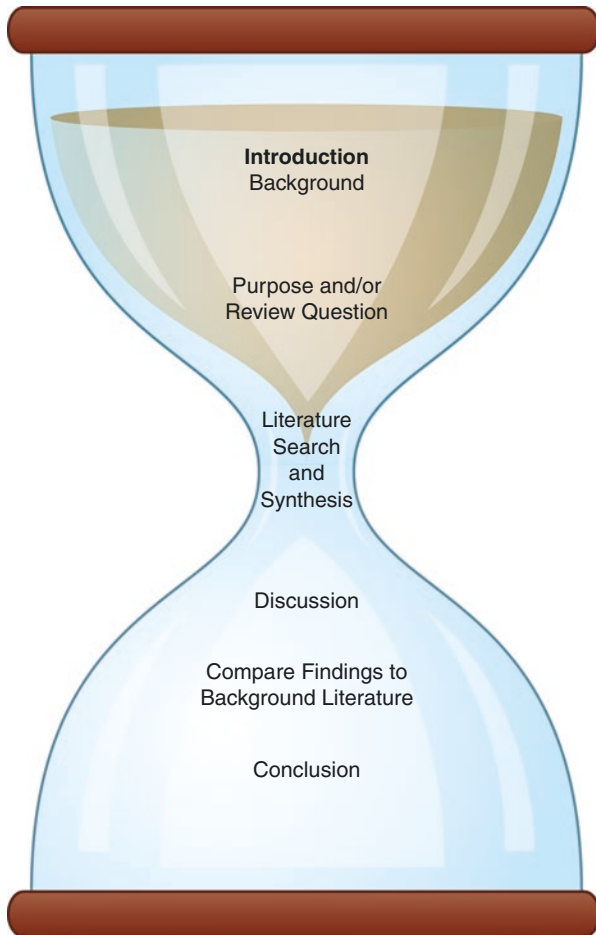 Introduction
Background
Purpose and/or
Review Question
Literature
Search
and
Synthesis
Discussion
Compare Findings to
Background Literature
Conclusion